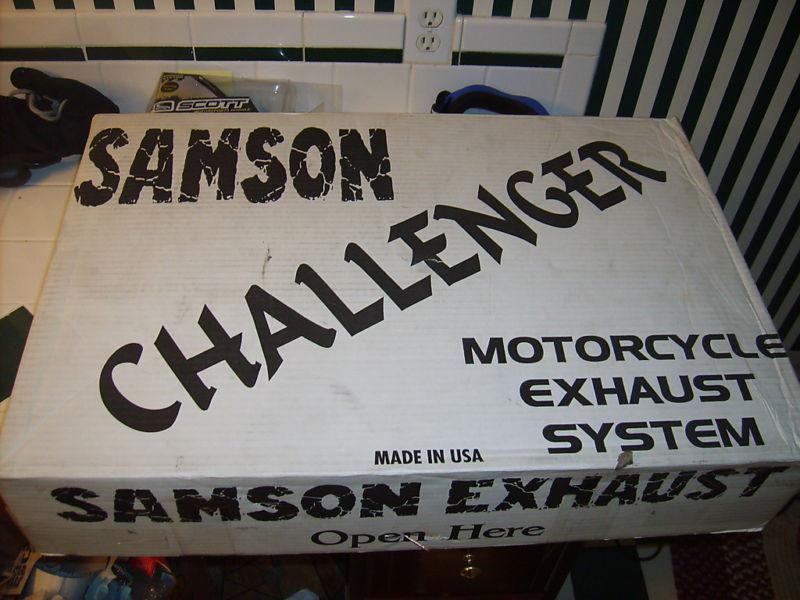 SCOTT
SAMSON
CHALLENGER
MOTORCYCLE
EXHAUST
SYSTEM
MADE IN USA
SAMSON EXHAUST
Open Here